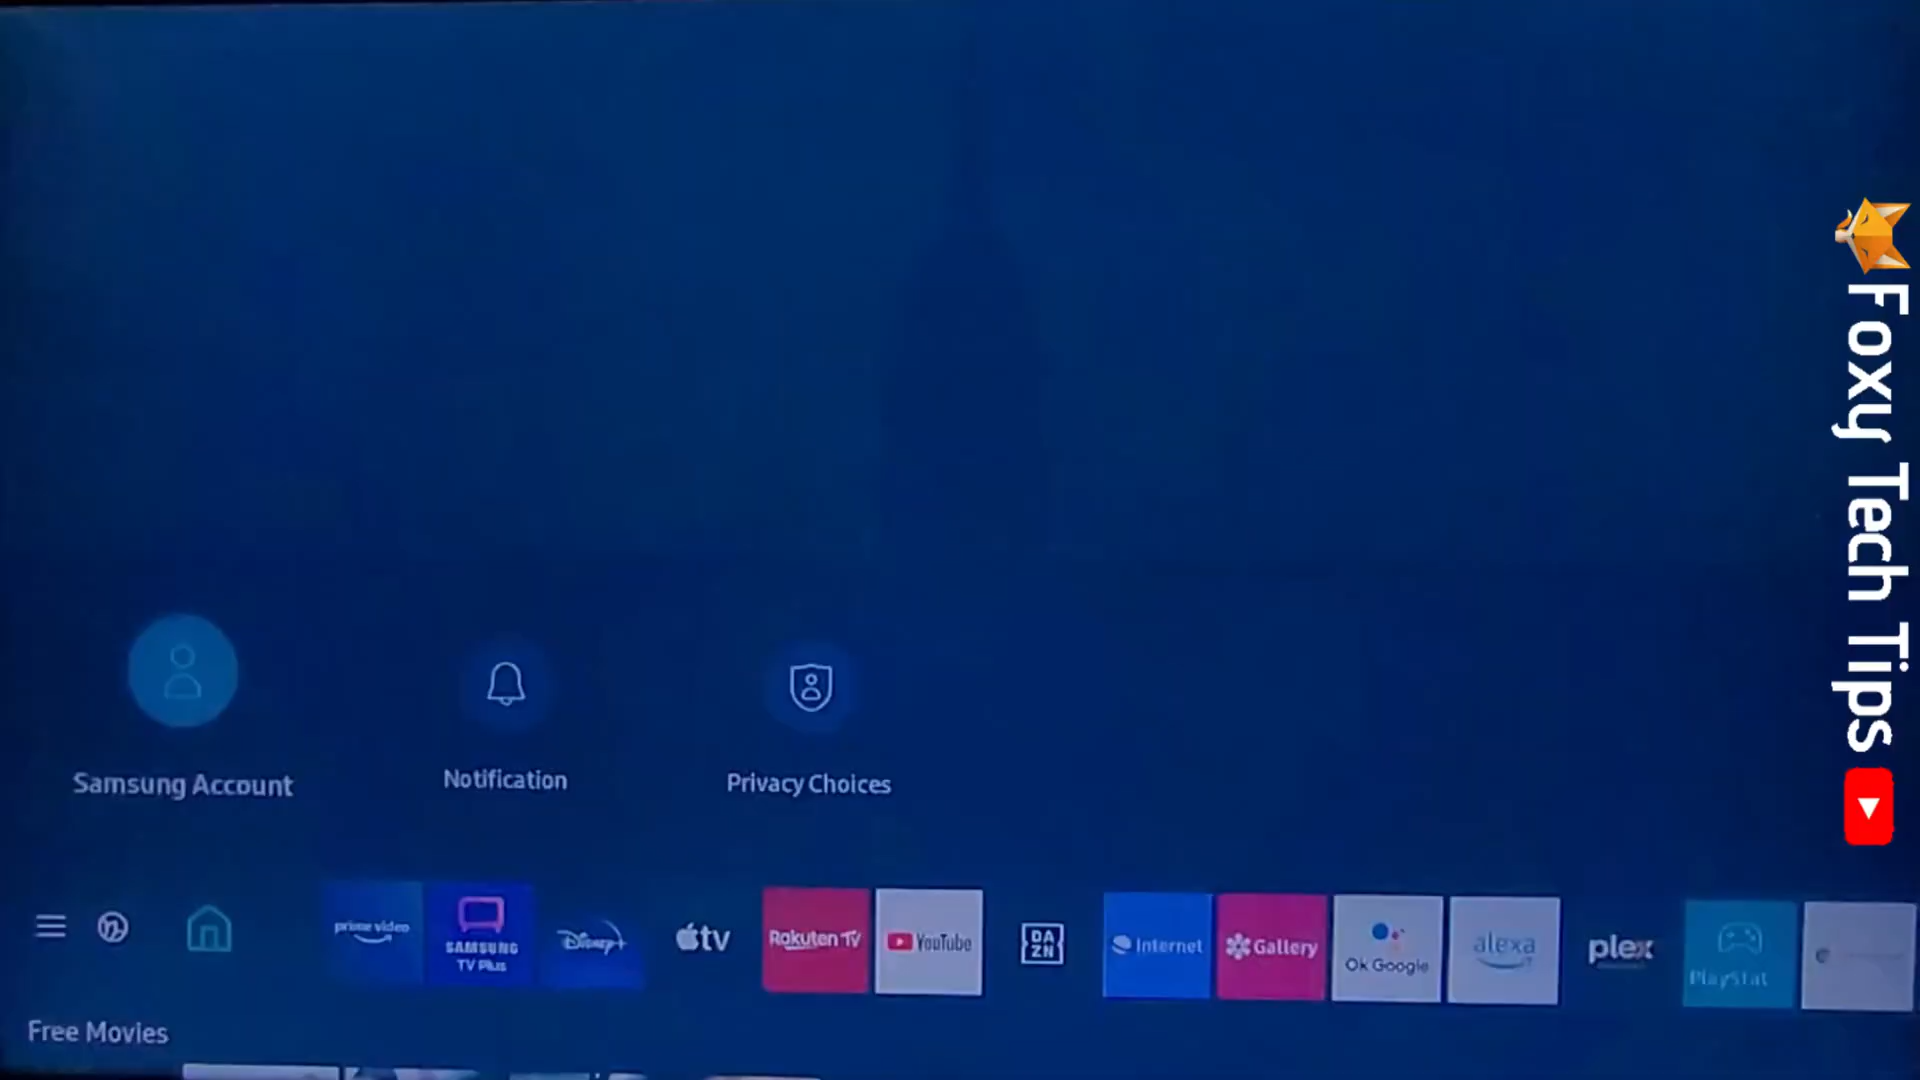 Foxy Tech Tips
Samsung Account
Notification
Privacy Choices
prime video
SAMSUNG
TV Plus
Disney+
tv
Rakuten TV
YouTube
DA
ZN
Internet
Gallery
Ok Google
alexa
plex
PlayStat
Free Movies